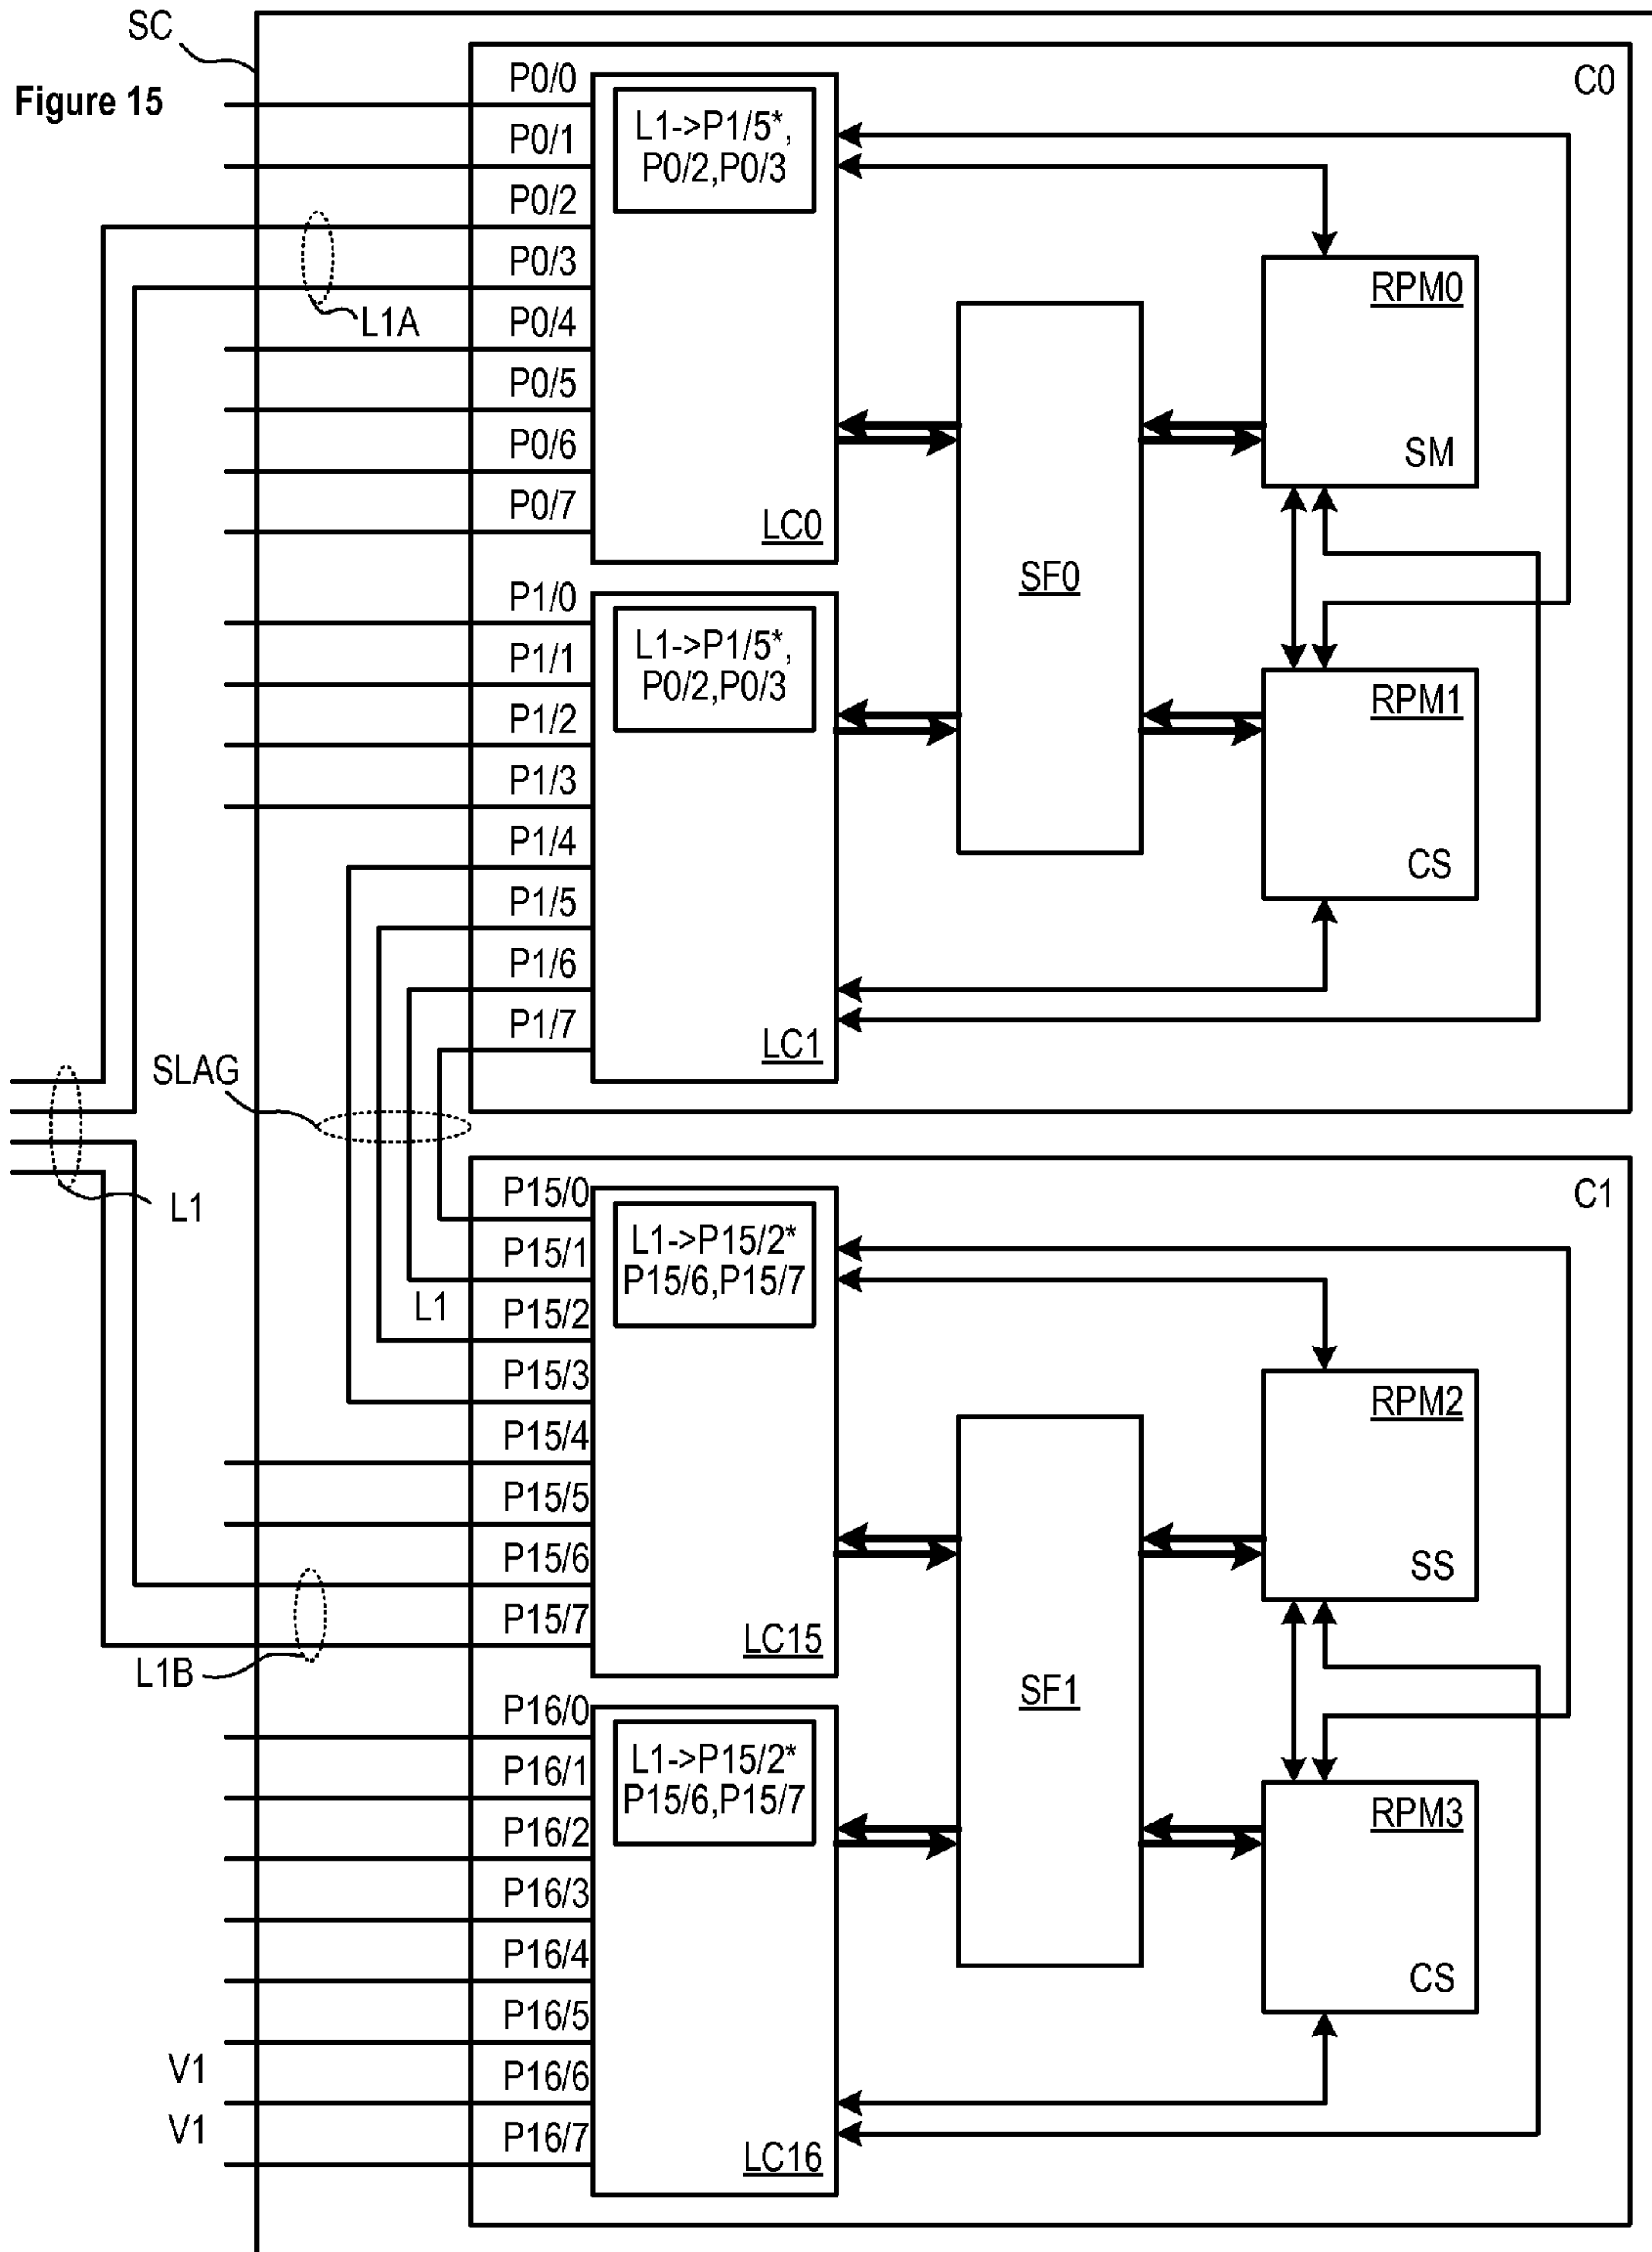 SC
Figure 15
C0
P0/0
P0/1
P0/2
P0/3
P0/4
P0/5
P0/6
P0/7
L1A
L1->P1/5*,
P0/2,P0/3
LC0
SF0
RPM0
SM
P1/0
P1/1
P1/2
P1/3
P1/4
P1/5
P1/6
P1/7
L1->P1/5*,
P0/2,P0/3
LC1
RPM1
CS
SLAG
L1
C1
P15/0
P15/1
L1
P15/2
P15/3
P15/4
P15/5
P15/6
P15/7
L1B
L1->P15/2*
P15/6,P15/7
LC15
SF1
RPM2
SS
P16/0
P16/1
P16/2
P16/3
P16/4
P16/5
V1
P16/6
V1
P16/7
L1->P15/2*
P15/6,P15/7
LC16
RPM3
CS